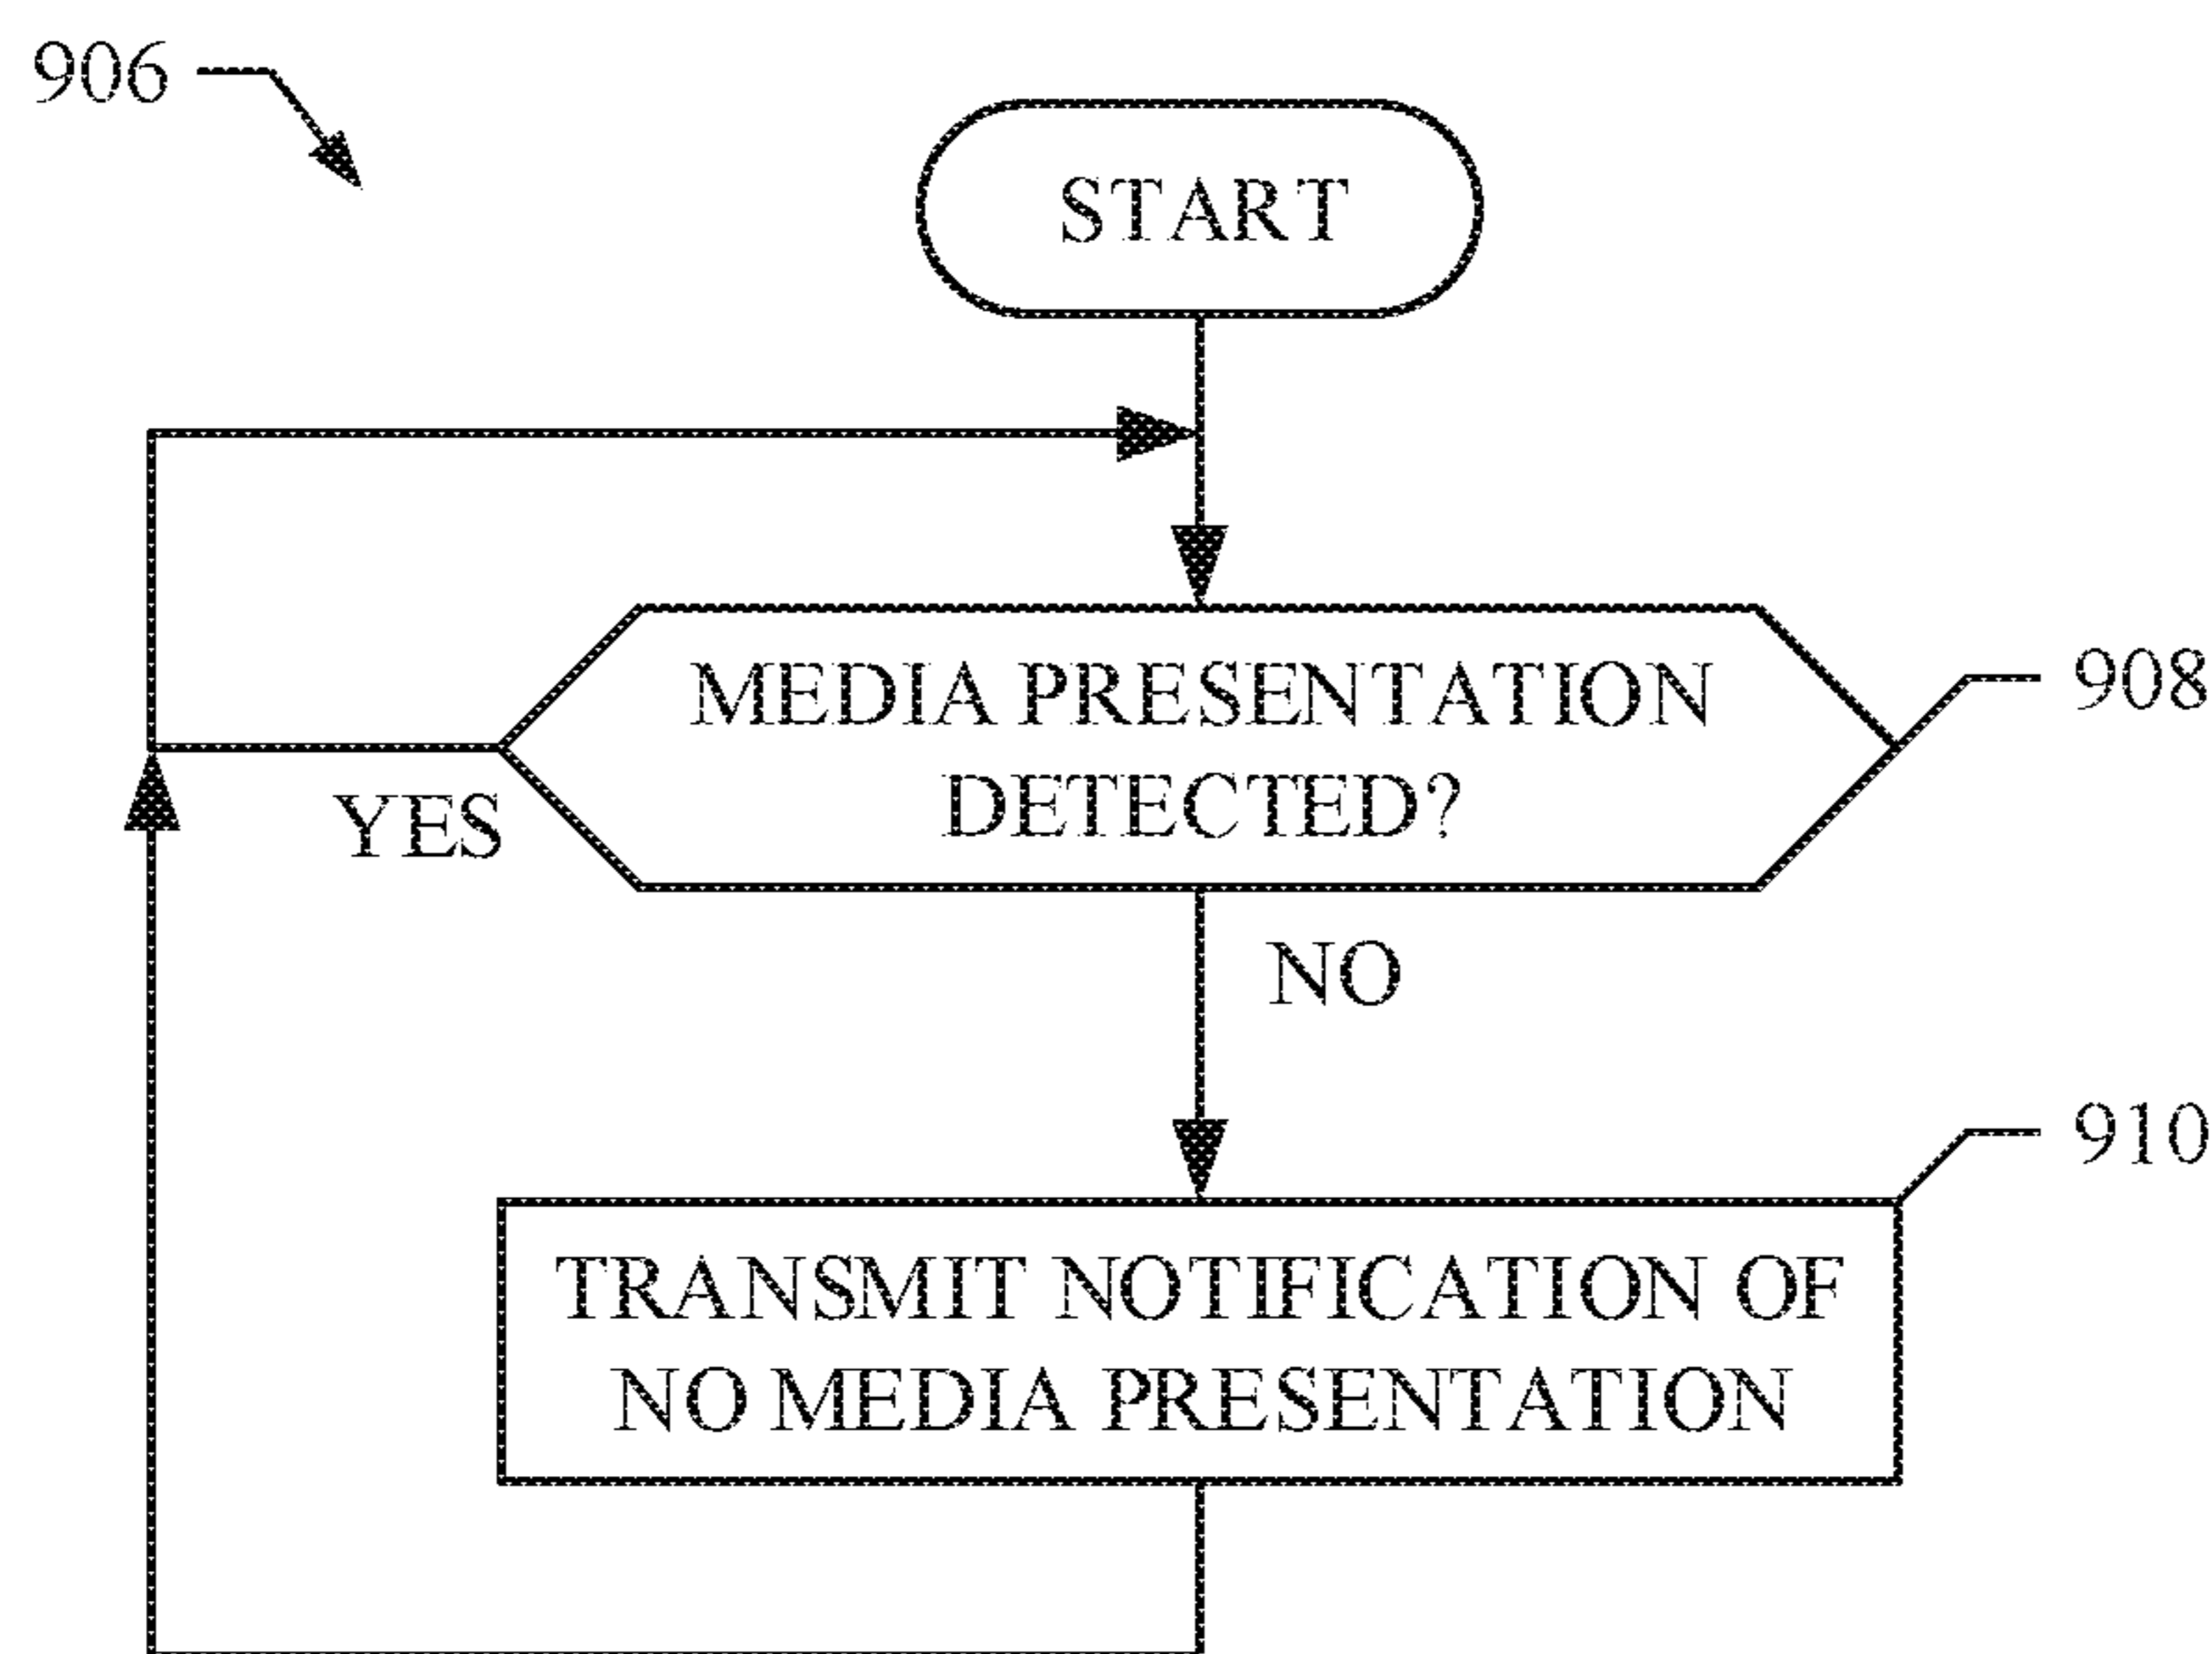 906
START
MEDIA PRESENTATION
DETECTED?
908
YES
NO
910
TRANSMIT NOTIFICATION OF
NO MEDIA PRESENTATION